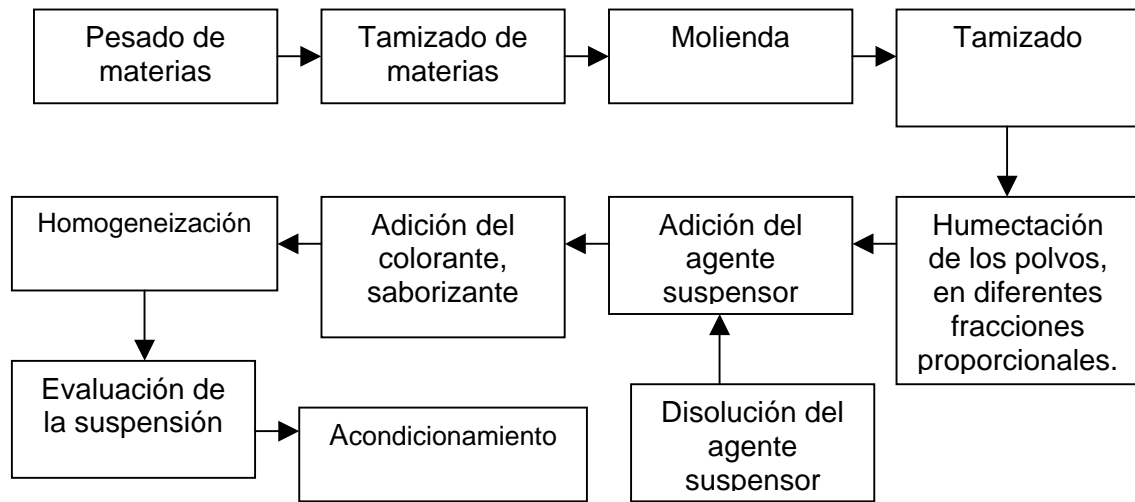 Pesado de
materias
Tamizado de
materias
Molienda
Tamizado
Humectación
de los polvos,
en diferentes
fracciones
proporcionales.
Adición del
agente
suspensor
Disolución del
agente
suspensor
Adición del
colorante,
saborizante
Homogeneización
Evaluación de
la suspensión
Acondicionamiento